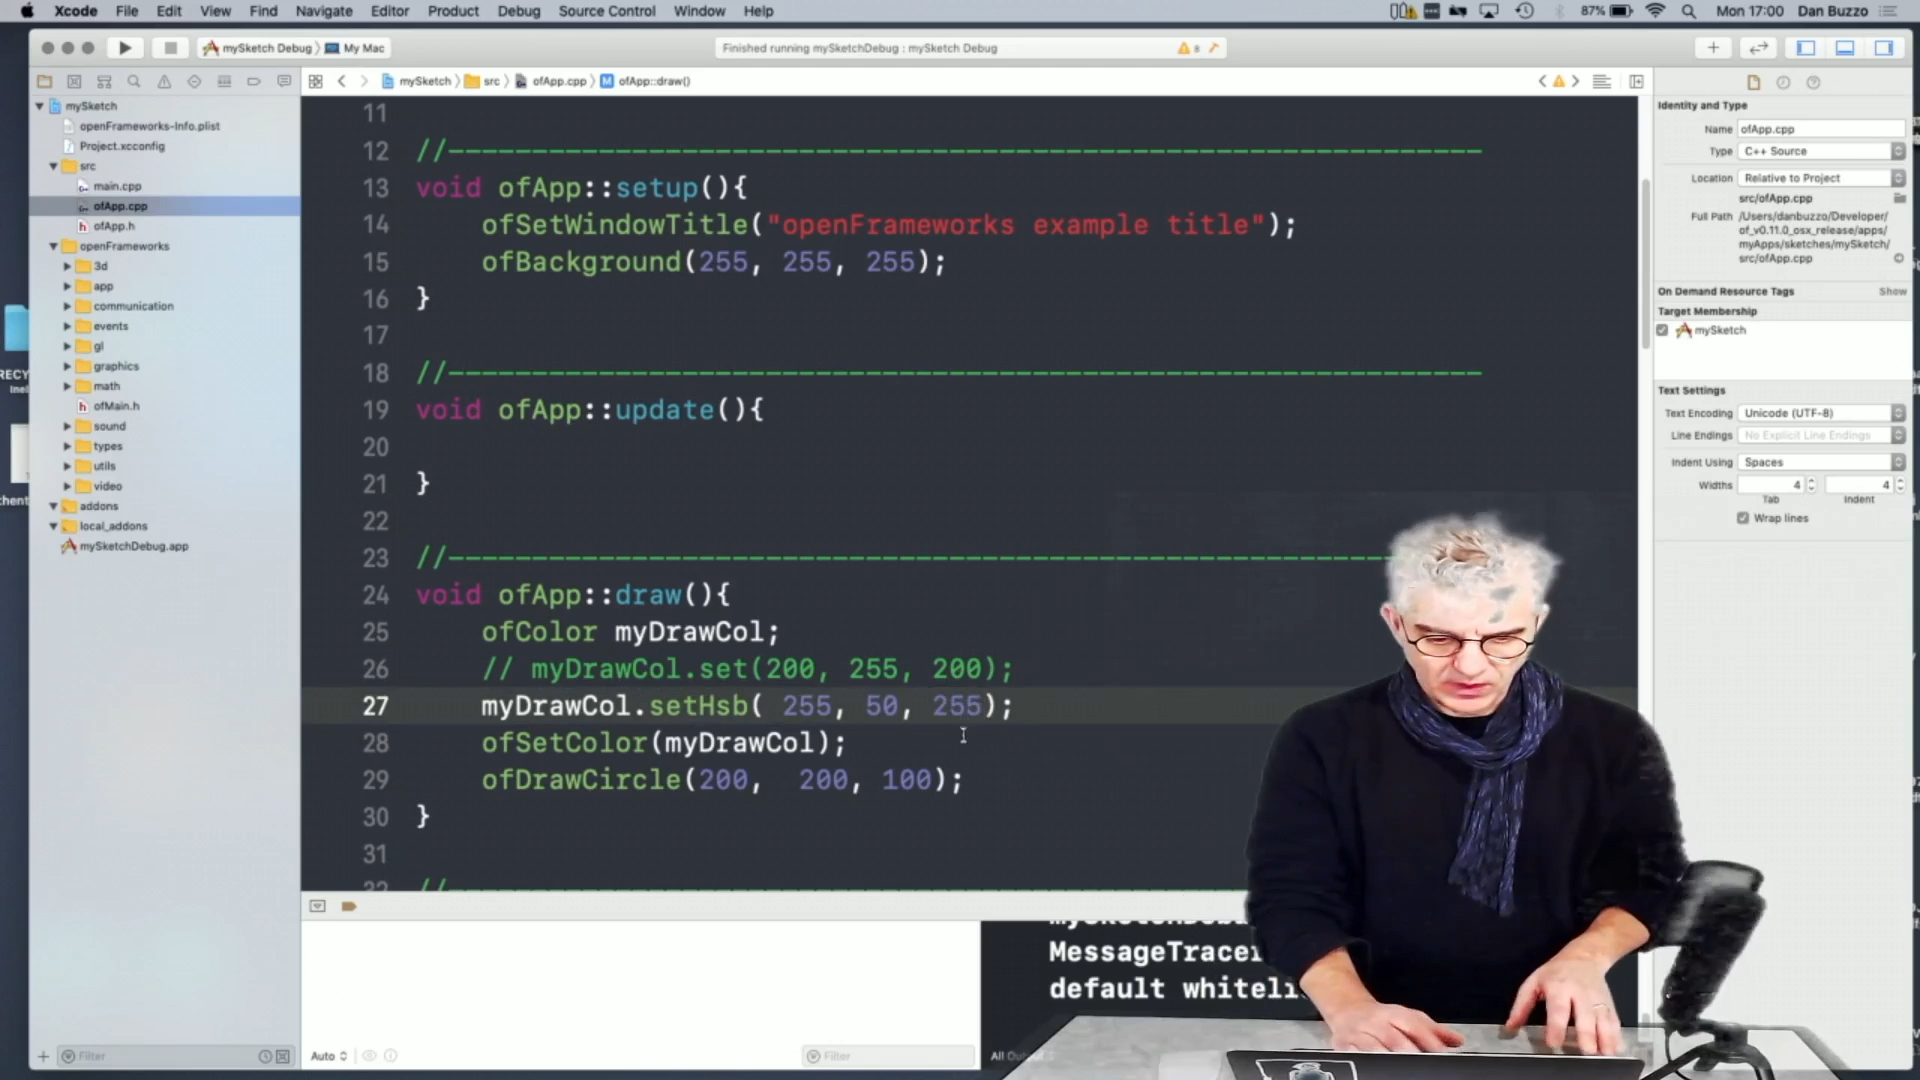 Xcode File Edit View Find Navigate Editor Product Debug Source Control Window Help 87% Mon 17:00 Dan Buzzo
mySketch Debug My Mac
Finished running mySketchDebug : mySketch Debug
8
mySketch src ofApp.cpp ofApp::draw()
mySketch
openFrameworks-Info.plist
Project.xcconfig
src
main.cpp
ofApp.cpp
ofApp.h
openFrameworks
3d
app
communication
events
gl
graphics
math
ofMain.h
sound
types
utils
video
addons
local_addons
mySketchDebug.app
Filter
11
12 //---------------------------------------------------------------
13 void ofApp::setup(){
14 ofSetWindowTitle("openFrameworks example title");
15 ofBackground(255, 255, 255);
16 }
17
18 //---------------------------------------------------------------
19 void ofApp::update(){
20
21 }
22
23 //---------------------------------------------------------------
24 void ofApp::draw(){
25 ofColor myDrawCol;
26 // myDrawCol.set(200, 255, 200);
27 myDrawCol.setHsb( 255, 50, 255);
28 ofSetColor(myDrawCol);
29 ofDrawCircle(200,  200, 100);
30 }
31
32 //
MessageTracer
default whiteli
Auto
Filter
All Out
Identity and Type
Name ofApp.cpp
Type C++ Source
Location Relative to Project
src/ofApp.cpp
Full Path /Users/danbuzzo/Developer/
of_v0.11.0_osx_release/apps/
myApps/sketches/mySketch/
src/ofApp.cpp
On Demand Resource Tags Show
Target Membership
mySketch
Text Settings
Text Encoding Unicode (UTF-8)
Line Endings No Explicit Line Endings
Indent Using Spaces
Widths 4 4
Tab Indent
Wrap lines
RECY